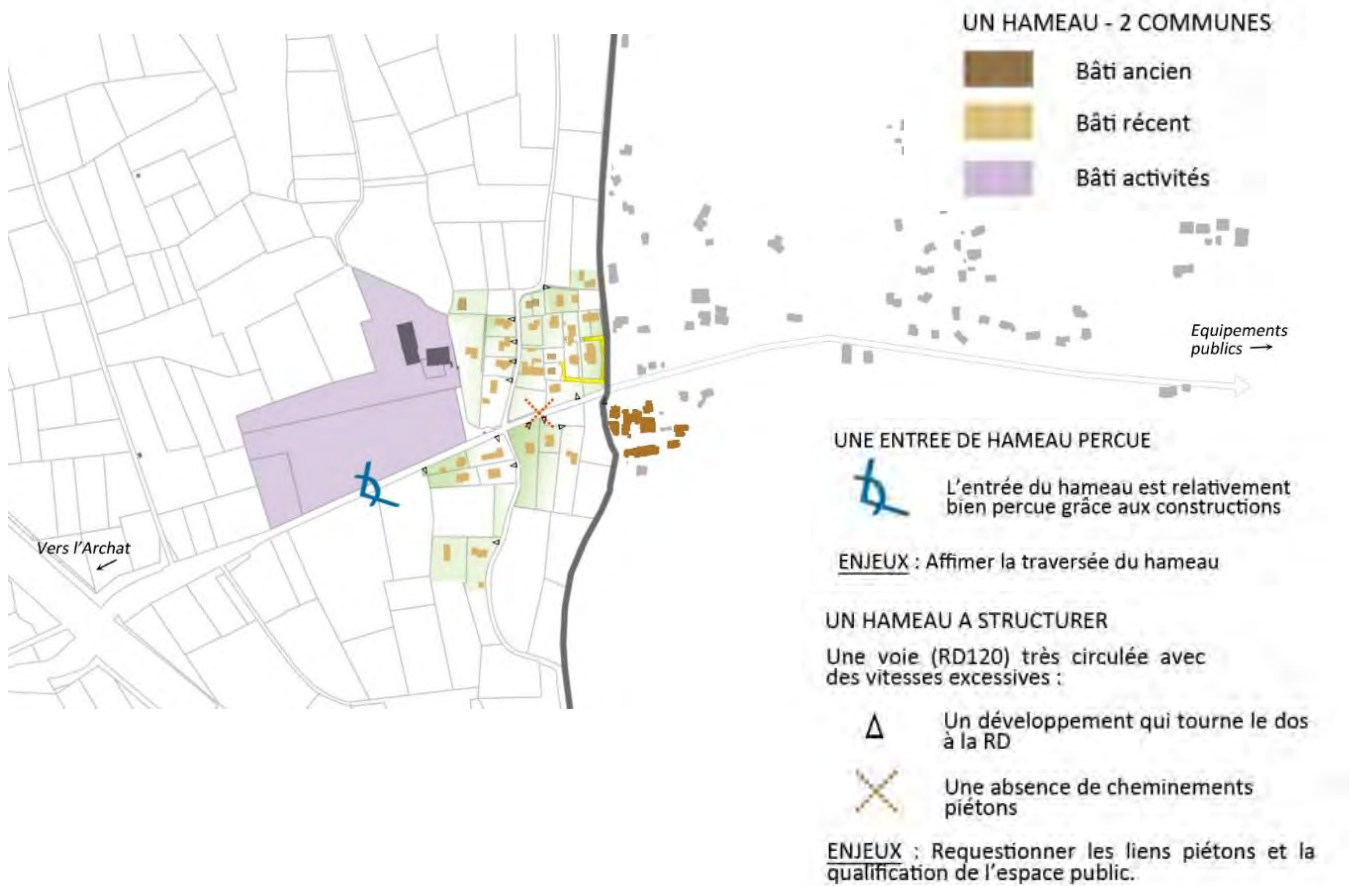 UN HAMEAU - 2 COMMUNES
Bâti ancien
Bâti récent
Bâti activités
Equipements
publics →
Vers l'Archat
←
UNE ENTREE DE HAMEAU PERCUE
L'entrée du hameau est relativement
bien percue grâce aux constructions
ENJEUX : Affimer la traversée du hameau
UN HAMEAU A STRUCTURER
Une voie (RD120) très circulée avec
des vitesses excessives :
Un développement qui tourne le dos
à la RD
Une absence de cheminements
piétons
ENJEUX : Requestionner les liens piétons et la
qualification de l'espace public.